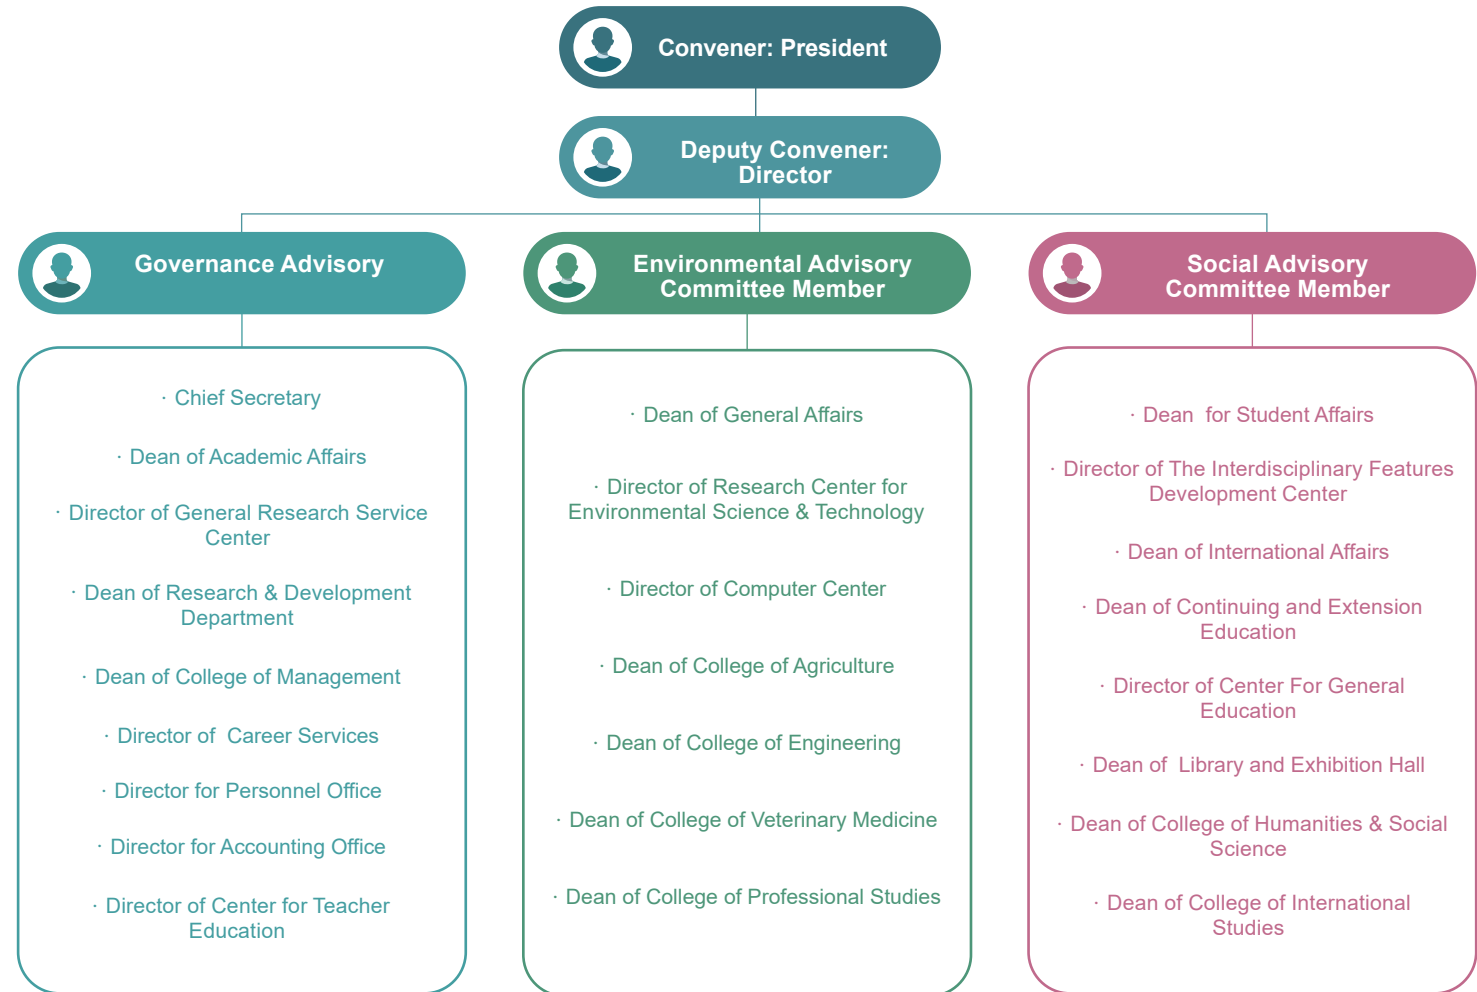 Convener: President
Deputy Convener:
Director
Governance Advisory
· Chief Secretary
· Dean of Academic Affairs
· Director of General Research Service
Center
· Dean of Research & Development
Department
· Dean of College of Management
· Director of  Career Services
· Director for Personnel Office
· Director for Accounting Office
· Director of Center for Teacher
Education
Environmental Advisory
Committee Member
· Dean of General Affairs
· Director of Research Center for
Environmental Science & Technology
· Director of Computer Center
· Dean of College of Agriculture
· Dean of College of Engineering
· Dean of College of Veterinary Medicine
· Dean of College of Professional Studies
Social Advisory
Committee Member
· Dean  for Student Affairs
· Director of The Interdisciplinary Features
Development Center
· Dean of International Affairs
· Dean of Continuing and Extension
Education
· Director of Center For General
Education
· Dean of  Library and Exhibition Hall
· Dean of College of Humanities & Social
Science
· Dean of College of International
Studies